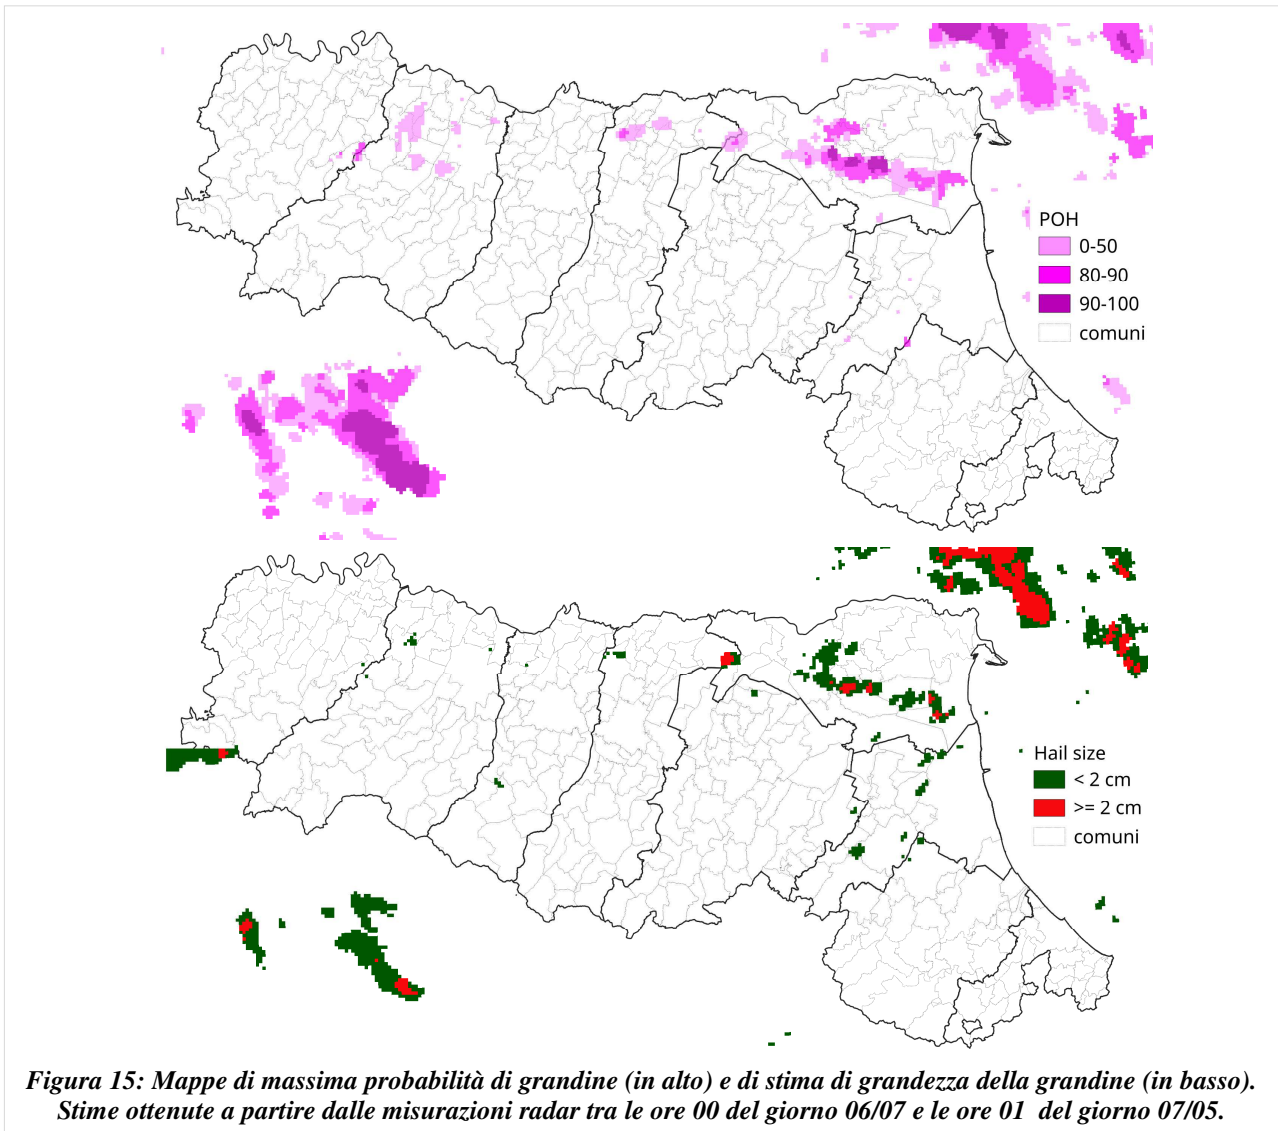 POH
0-50
80-90
90-100
comuni
Hail size
< 2 cm
>= 2 cm
comuni
Figura 15: Mappe di massima probabilità di grandine (in alto) e di stima di grandezza della grandine (in basso).
Stime ottenute a partire dalle misurazioni radar tra le ore 00 del giorno 06/07 e le ore 01 del giorno 07/05.